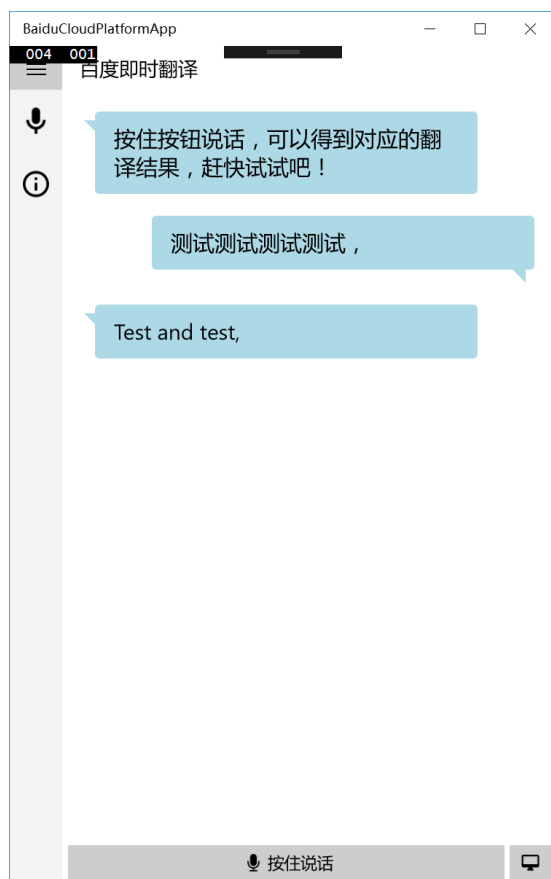 BaiduCloudPlatformApp
004 001
百度即时翻译
按住按钮说话，可以得到对应的翻
译结果，赶快试试吧！
测试测试测试测试，
Test and test,
按住说话